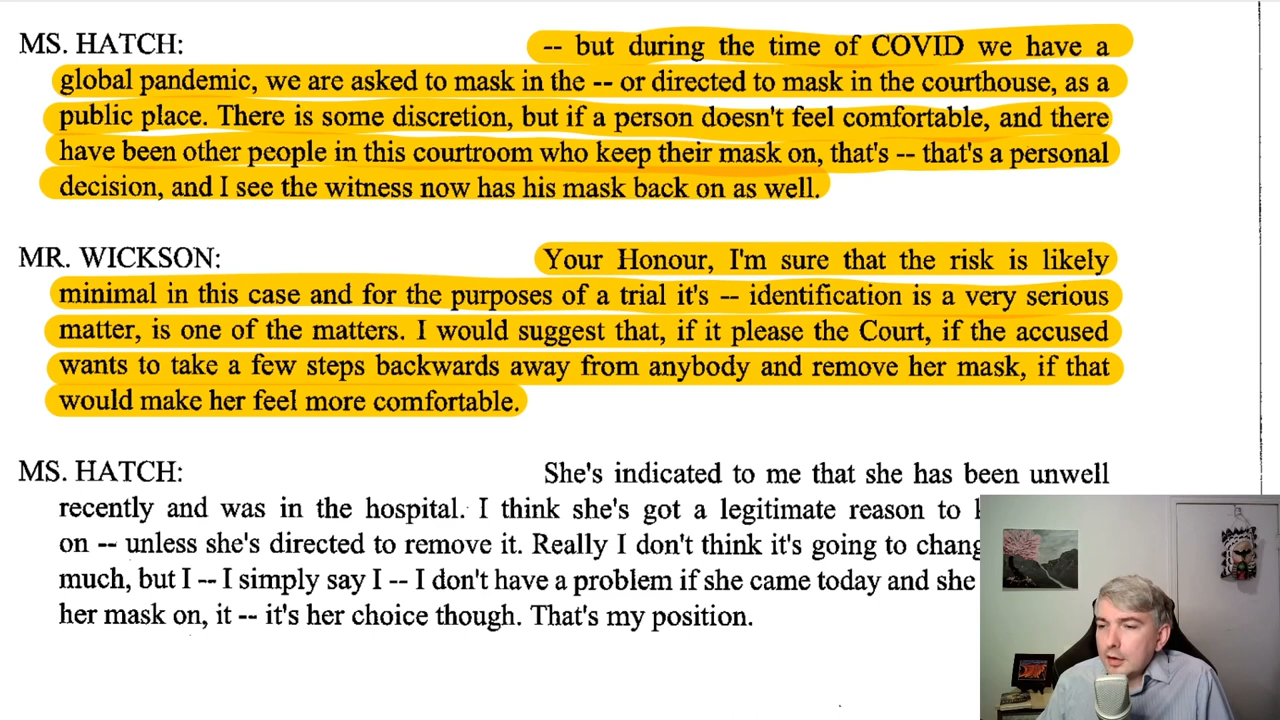 MS. HATCH: -- but during the time of COVID we have a
global pandemic, we are asked to mask in the -- or directed to mask in the courthouse, as a
public place. There is some discretion, but if a person doesn't feel comfortable, and there
have been other people in this courtroom who keep their mask on, that's -- that's a personal
decision, and I see the witness now has his mask back on as well.
MR. WICKSON: Your Honour, I'm sure that the risk is likely
minimal in this case and for the purposes of a trial it's -- identification is a very serious
matter, is one of the matters. I would suggest that, if it please the Court, if the accused
wants to take a few steps backwards away from anybody and remove her mask, if that
would make her feel more comfortable.
MS. HATCH: She's indicated to me that she has been unwell
recently and was in the hospital. I think she's got a legitimate reason to
on -- unless she's directed to remove it. Really I don't think it's going to
much, but I -- I simply say I -- I don't have a problem if she came today and she
her mask on, it -- it's her choice though. That's my position.